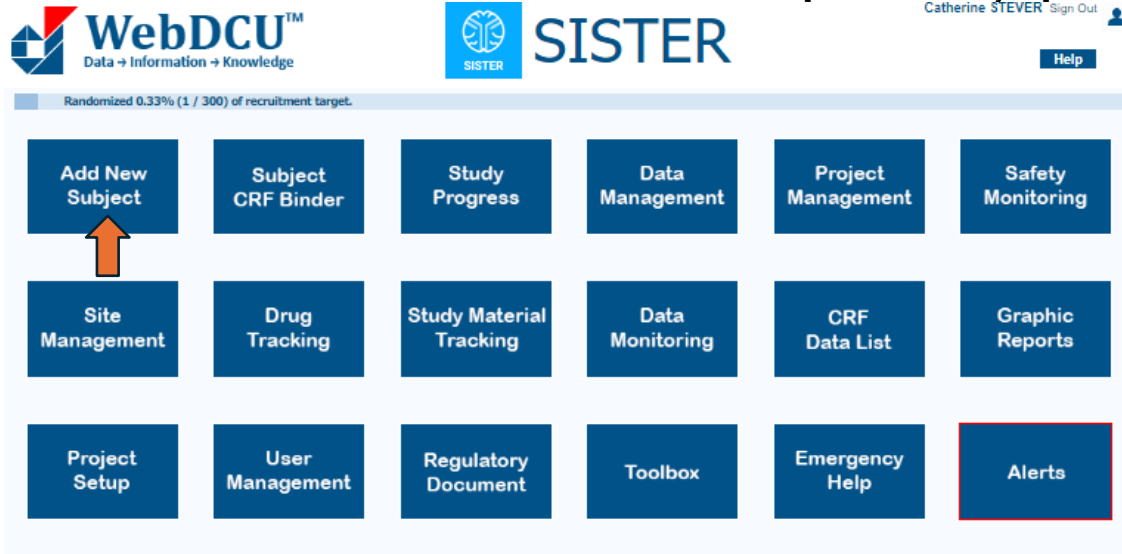 WebDCU™
Data → Information → Knowledge
SISTER
SISTER
Catherine STEVER Sign Out
Help
Randomized 0.33% (1 / 300) of recruitment target.
Add New
Subject
Subject
CRF Binder
Study
Progress
Data
Management
Project
Management
Safety
Monitoring
Site
Management
Drug
Tracking
Study Material
Tracking
Data
Monitoring
CRF
Data List
Graphic
Reports
Project
Setup
User
Management
Regulatory
Document
Toolbox
Emergency
Help
Alerts